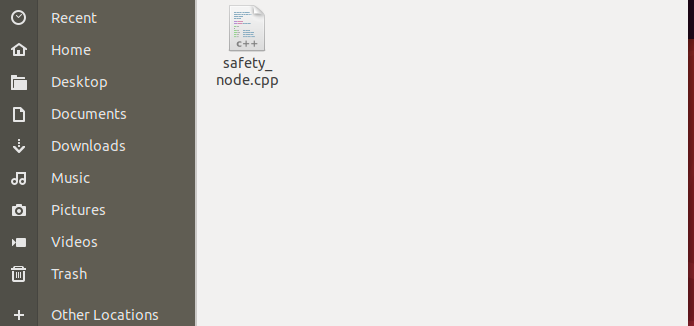 Recent
Home
Desktop
Documents
Downloads
Music
Pictures
Videos
Trash
Other Locations
c++
safety_
node.cpp